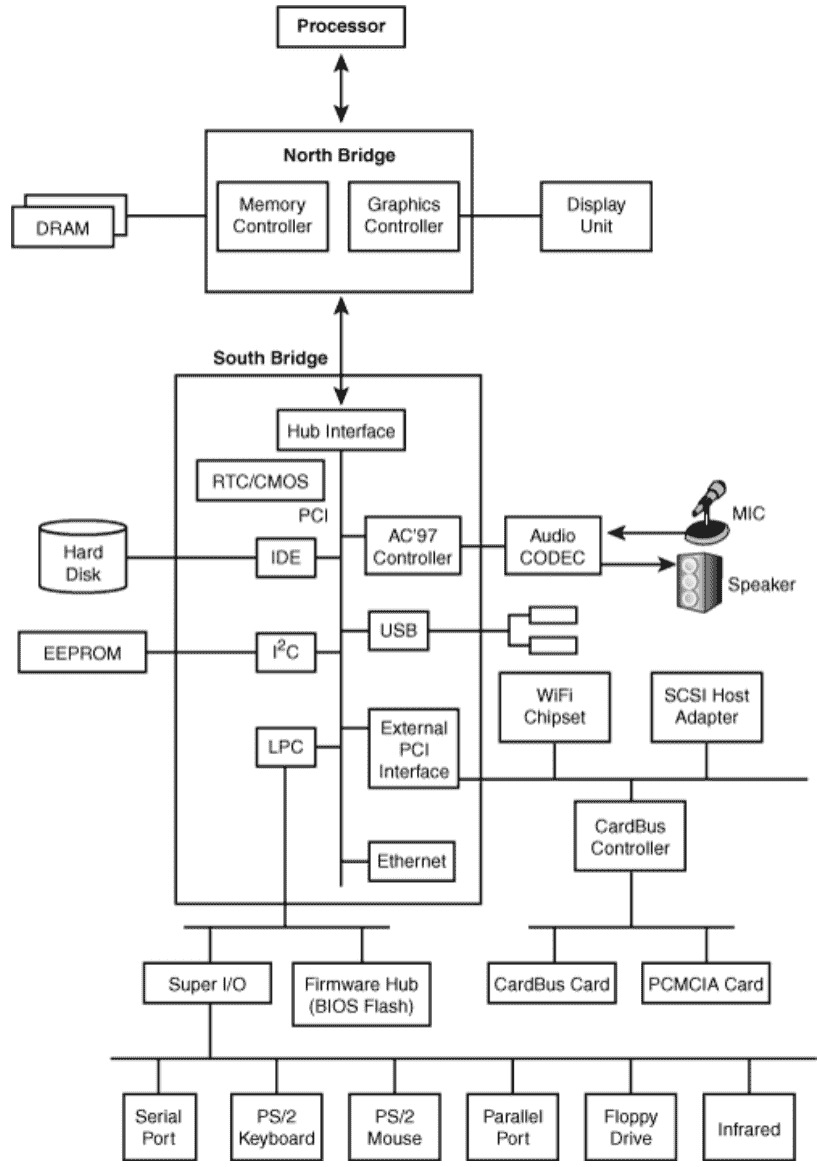 Processor
North Bridge
Memory
Controller
Graphics
Controller
DRAM
Display
Unit
South Bridge
Hub Interface
RTC/CMOS
PCI
AC'97
Controller
Audio
CODEC
MIC
Speaker
Hard
Disk
IDE
USB
EEPROM
I²C
WiFi
Chipset
SCSI Host
Adapter
LPC
External
PCI
Interface
CardBus
Controller
Ethernet
Super I/O
Firmware Hub
(BIOS Flash)
CardBus Card
PCMCIA Card
Serial
Port
PS/2
Keyboard
PS/2
Mouse
Parallel
Port
Floppy
Drive
Infrared